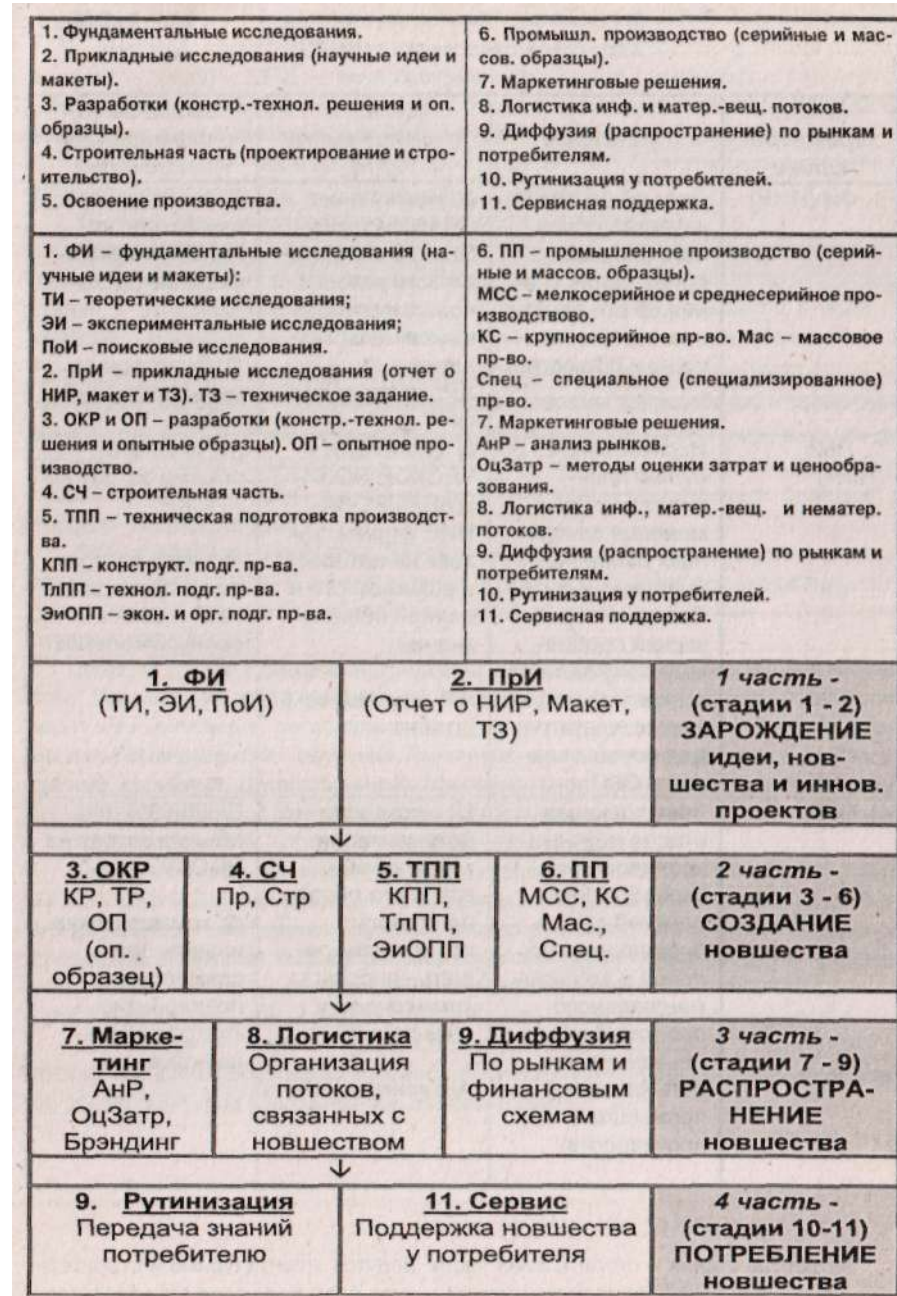 1. Фундаментальные исследования.
2. Прикладные исследования (научные идеи и
макеты).
3. Разработки (констр.-технол. решения и оп.
образцы).
4. Строительная часть (проектирование и стро-
ительство).
5. Освоение производства.
6. Промышл. производство (серийные и мас-
сов. образцы).
7. Маркетинговые решения.
8. Логистика инф. и матер.-вещ. потоков.
9. Диффузия (распространение) по рынкам и
потребителям.
10. Рутинизация у потребителей.
11. Сервисная поддержка.
1. ФИ – фундаментальные исследования (на-
учные идеи и макеты):
ТИ – теоретические исследования;
ЭИ – экспериментальные исследования;
ПоИ – поисковые исследования.
2. ПрИ – прикладные исследования (отчет о
НИР, макет и ТЗ). ТЗ – техническое задание.
3. ОКР и ОП – разработки (констр.-технол. ре-
шения и опытные образцы). ОП – опытное про-
изводство.
4. СЧ – строительная часть.
5. ТПП – техническая подготовка производст-
ва.
КПП – конструкт. подг. пр-ва.
ТлПП – технол. подг. пр-ва.
ЭиОПП – экон. и орг. подг. пр-ва.
6. ПП – промышленное производство (серий-
ные и массов. образцы).
МСС – мелкосерийное и среднесерийное про-
изводствово.
КС – крупносерийное пр-во. Мас – массовое
пр-во.
Спец – специальное (специализированное)
пр-во.
7. Маркетинговые решения.
АнР – анализ рынков.
ОцЗатр – методы оценки затрат и ценообра-
зования.
8. Логистика инф., матер.-вещ. и нематер.
потоков.
9. Диффузия (распространение) по рынкам и
потребителям.
10. Рутинизация у потребителей.
11. Сервисная поддержка.
1. ФИ
(ТИ, ЭИ, ПоИ)
2. ПрИ
(Отчет о НИР, Макет,
ТЗ)
1 часть -
(стадии 1 - 2)
ЗАРОЖДЕНИЕ
идеи, нов-
шества и иннов.
проектов
↓
3. ОКР
КР, ТР,
ОП
(оп.
образец)
4. СЧ
Пр, Стр
5. ТПП
КПП,
ТлПП,
ЭиОПП
6. ПП
МСС, КС
Мас.,
Спец.
2 часть -
(стадии 3 - 6)
СОЗДАНИЕ
новшества
↓
7. Марке-
тинг
АнР,
ОцЗатр,
Брэндинг
8. Логистика
Организация
потоков,
связанных с
новшеством
9. Диффузия
По рынкам и
финансовым
схемам
3 часть -
(стадии 7 - 9)
РАСПРОСТРА-
НЕНИЕ
новшества
↓
9. Рутинизация
Передача знаний
потребителю
11. Сервис
Поддержка новшества
у потребителя
4 часть -
(стадии 10-11)
ПОТРЕБЛЕНИЕ
новшества